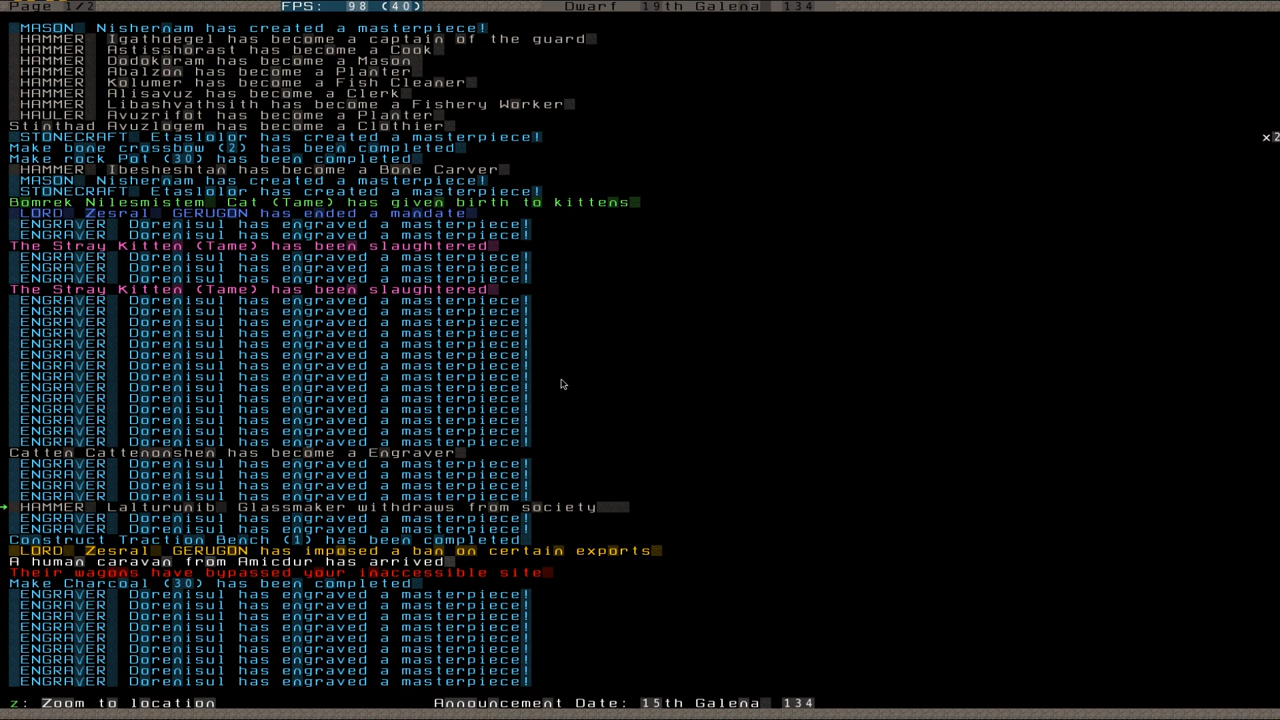 Page 1/2 FPS: 98 (40) Dwarf 19th Galena 134
MASON Nishernam has created a masterpiece!
HAMMER Igathdegel has become a captain of the guard
HAMMER Astisshorast has become a Cook
HAMMER Dodokoram has become a Mason
HAMMER Abalzon has become a Planter
HAMMER Kolumer has become a Fish Cleaner
HAMMER Alisavuz has become a Clerk
HAMMER Libashvathsith has become a Fishery Worker
HAULER Avuzrifot has become a Planter
Stinthad Avuzlogem has become a Clothier
STONECRAFT Etaslolor has created a masterpiece! x2
Make bone crossbow (2) has been completed
Make rock Pot (30) has been completed
HAMMER Ibesheshtan has become a Bone Carver
MASON Nishernam has created a masterpiece!
STONECRAFT Etaslolor has created a masterpiece!
Bomrek Nilesmistem Cat (Tame) has given birth to kittens
LORD Zesral GERUGON has ended a mandate
ENGRAVER Dorenisul has engraved a masterpiece!
ENGRAVER Dorenisul has engraved a masterpiece!
The Stray Kitten (Tame) has been slaughtered
ENGRAVER Dorenisul has engraved a masterpiece!
ENGRAVER Dorenisul has engraved a masterpiece!
ENGRAVER Dorenisul has engraved a masterpiece!
The Stray Kitten (Tame) has been slaughtered
ENGRAVER Dorenisul has engraved a masterpiece!
ENGRAVER Dorenisul has engraved a masterpiece!
ENGRAVER Dorenisul has engraved a masterpiece!
ENGRAVER Dorenisul has engraved a masterpiece!
ENGRAVER Dorenisul has engraved a masterpiece!
ENGRAVER Dorenisul has engraved a masterpiece!
ENGRAVER Dorenisul has engraved a masterpiece!
ENGRAVER Dorenisul has engraved a masterpiece!
ENGRAVER Dorenisul has engraved a masterpiece!
ENGRAVER Dorenisul has engraved a masterpiece!
ENGRAVER Dorenisul has engraved a masterpiece!
ENGRAVER Dorenisul has engraved a masterpiece!
ENGRAVER Dorenisul has engraved a masterpiece!
ENGRAVER Dorenisul has engraved a masterpiece!
Catten Cattenonshen has become a Engraver
ENGRAVER Dorenisul has engraved a masterpiece!
ENGRAVER Dorenisul has engraved a masterpiece!
ENGRAVER Dorenisul has engraved a masterpiece!
ENGRAVER Dorenisul has engraved a masterpiece!
HAMMER Lalturunib Glassmaker withdraws from society
ENGRAVER Dorenisul has engraved a masterpiece!
ENGRAVER Dorenisul has engraved a masterpiece!
Construct Traction Bench (1) has been completed
LORD Zesral GERUGON has imposed a ban on certain exports
A human caravan from Amicdur has arrived
Their wagons have bypassed your inaccessible site
Make Charcoal (30) has been completed
ENGRAVER Dorenisul has engraved a masterpiece!
ENGRAVER Dorenisul has engraved a masterpiece!
ENGRAVER Dorenisul has engraved a masterpiece!
ENGRAVER Dorenisul has engraved a masterpiece!
ENGRAVER Dorenisul has engraved a masterpiece!
ENGRAVER Dorenisul has engraved a masterpiece!
ENGRAVER Dorenisul has engraved a masterpiece!
ENGRAVER Dorenisul has engraved a masterpiece!
ENGRAVER Dorenisul has engraved a masterpiece!
z: Zoom to location Announcement Date: 15th Galena 134